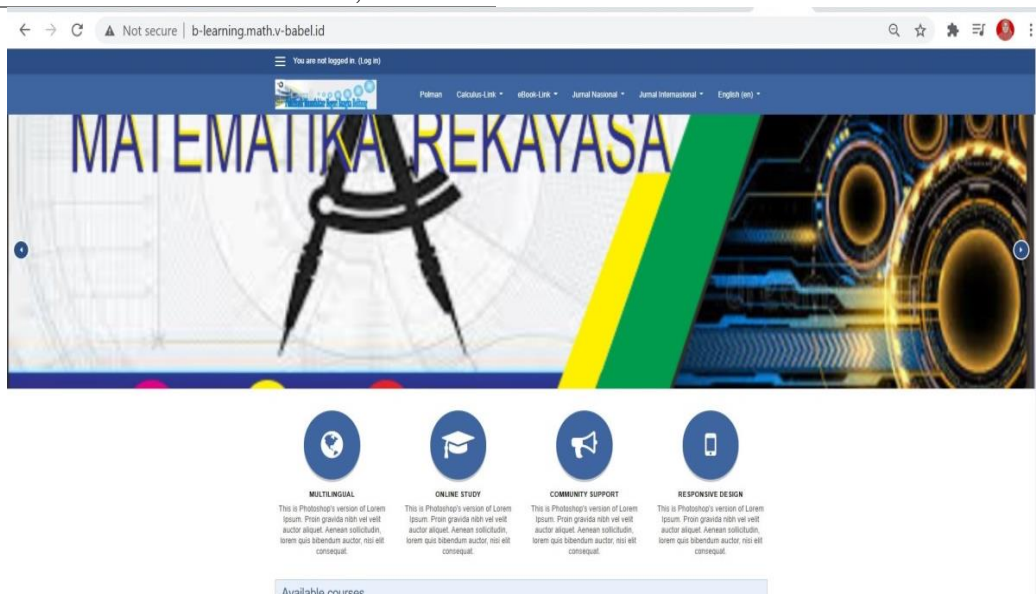 Not secure | b-learning.math.v-babel.id
You are not logged in. (Log in)
Polman Calculus-Link eBook-Link Jurnal Nasional Jurnal Internasional English (en)
MATEMATIKA REKAYASA
MULTILINGUAL
This is Photoshop's version of Lorem
Ipsum. Proin gravida nibh vel velit
auctor aliquet. Aenean sollicitudin,
lorem quis bibendum auctor, nisi elit
consequat.
ONLINE STUDY
This is Photoshop's version of Lorem
Ipsum. Proin gravida nibh vel velit
auctor aliquet. Aenean sollicitudin,
lorem quis bibendum auctor, nisi elit
consequat.
COMMUNITY SUPPORT
This is Photoshop's version of Lorem
Ipsum. Proin gravida nibh vel velit
auctor aliquet. Aenean sollicitudin,
lorem quis bibendum auctor, nisi elit
consequat.
RESPONSIVE DESIGN
This is Photoshop's version of Lorem
Ipsum. Proin gravida nibh vel velit
auctor aliquet. Aenean sollicitudin,
lorem quis bibendum auctor, nisi elit
consequat.
Available courses